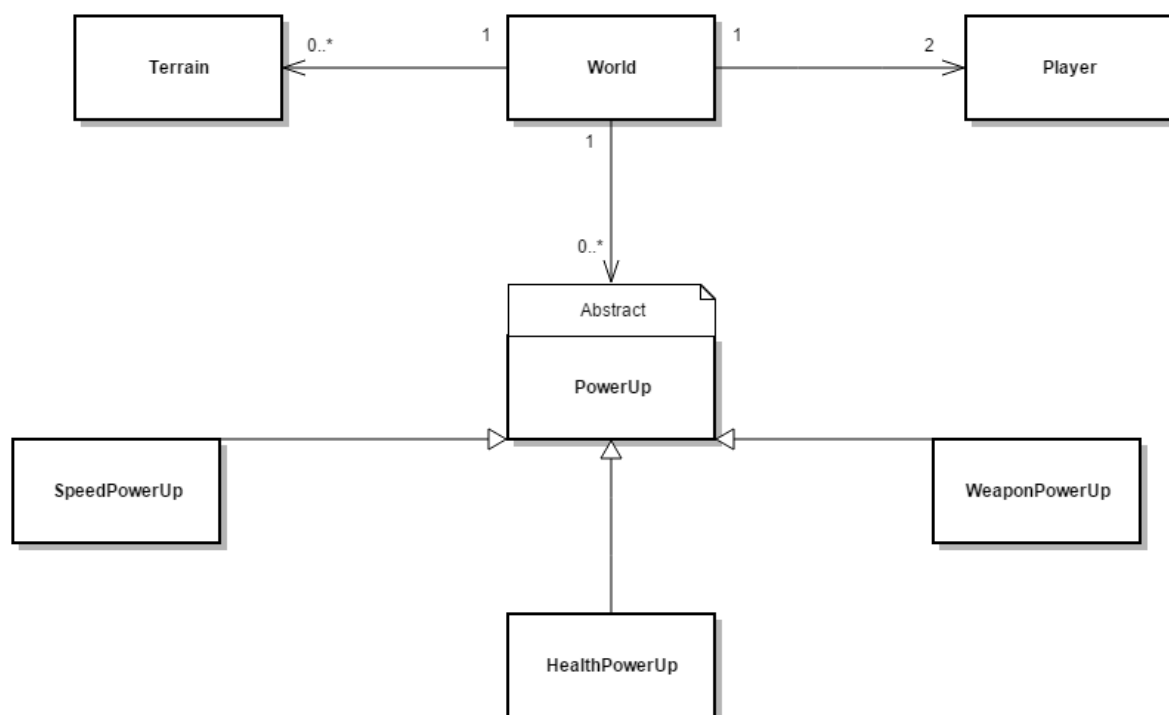 0..*
1
1
2
Terrain
World
Player
1
0..*
Abstract
PowerUp
SpeedPowerUp
WeaponPowerUp
HealthPowerUp